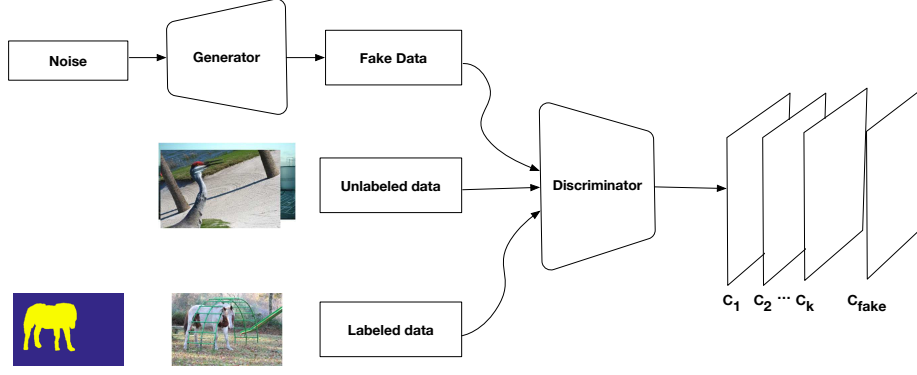 Noise
Generator
Fake Data
Unlabeled data
Discriminator
Labeled data
C1 C2 ... Ck Cfake